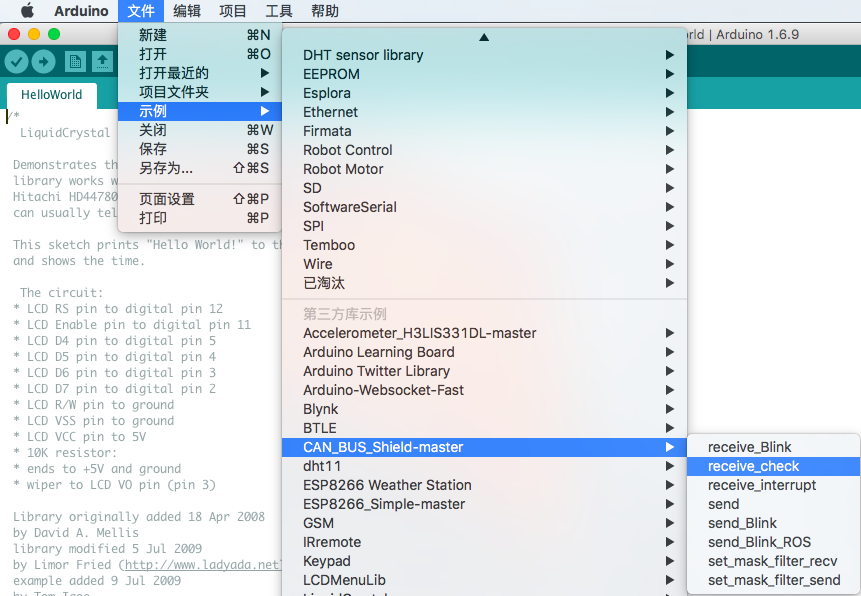 Arduino 文件 编辑 项目 工具 帮助
rld | Arduino 1.6.9
新建 ⌘N
打开 ⌘O
打开最近的 ▶
项目文件夹 ▶
示例 ▶
关闭 ⌘W
保存 ⌘S
另存为... ⇧⌘S
页面设置 ⇧⌘P
打印 ⌘P
HelloWorld
/*
LiquidCrystal
Demonstrates th
library works w
Hitachi HD44780
can usually tel
This sketch prints "Hello World!" to th
and shows the time.
The circuit:
* LCD RS pin to digital pin 12
* LCD Enable pin to digital pin 11
* LCD D4 pin to digital pin 5
* LCD D5 pin to digital pin 4
* LCD D6 pin to digital pin 3
* LCD D7 pin to digital pin 2
* LCD R/W pin to ground
* LCD VSS pin to ground
* LCD VCC pin to 5V
* 10K resistor:
* ends to +5V and ground
* wiper to LCD VO pin (pin 3)
Library originally added 18 Apr 2008
by David A. Mellis
library modified 5 Jul 2009
by Limor Fried (http://www.ladyada.net)
example added 9 Jul 2009
by Tom Igoe
DHT sensor library ▶
EEPROM ▶
Esplora ▶
Ethernet ▶
Firmata ▶
Robot Control ▶
Robot Motor ▶
SD ▶
SoftwareSerial ▶
SPI ▶
Temboo ▶
Wire ▶
已淘汰 ▶
第三方库示例
Accelerometer_H3LIS331DL-master ▶
Arduino Learning Board ▶
Arduino Twitter Library ▶
Arduino-Websocket-Fast ▶
Blynk ▶
BTLE ▶
CAN_BUS_Shield-master ▶
dht11 ▶
ESP8266 Weather Station ▶
ESP8266_Simple-master ▶
GSM ▶
IRremote ▶
Keypad ▶
LCDMenuLib ▶
LiquidCrystal
receive_Blink
receive_check
receive_interrupt
send
send_Blink
send_Blink_ROS
set_mask_filter_recv
set_mask_filter_send